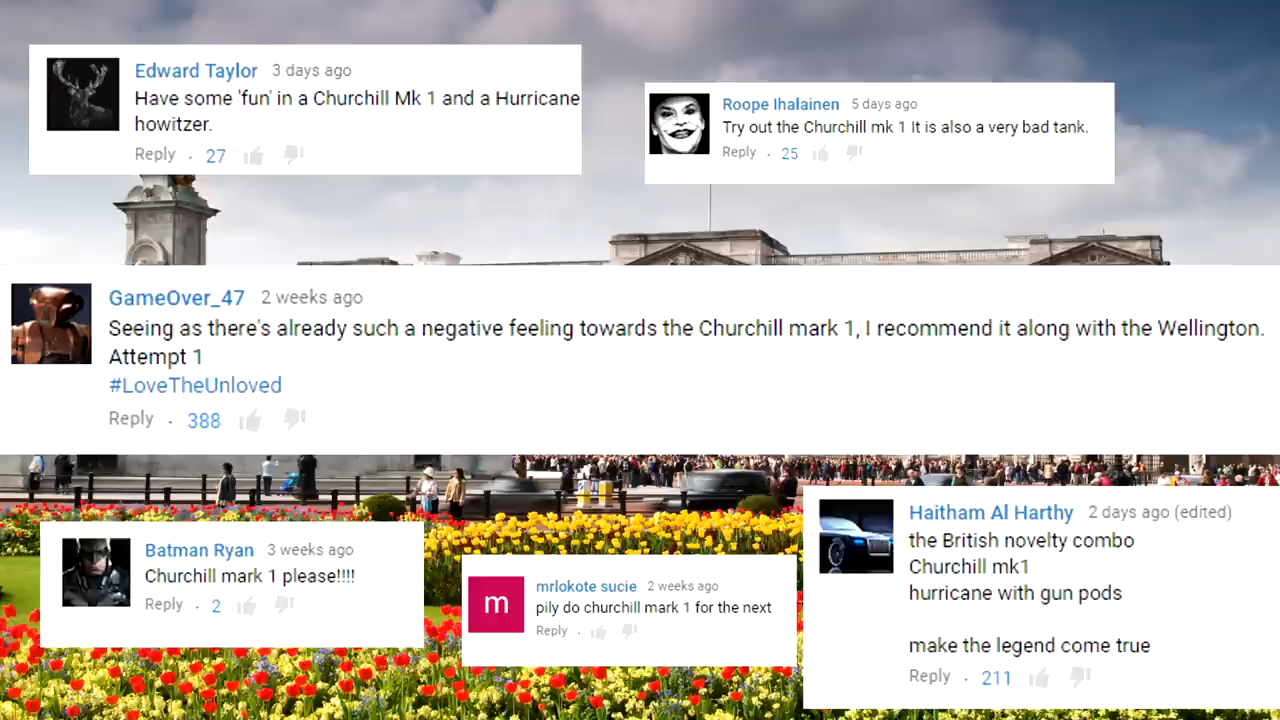 Edward Taylor 3 days ago
Have some 'fun' in a Churchill Mk 1 and a Hurricane
howitzer.
Reply . 27
Roope Ihalainen 5 days ago
Try out the Churchill mk 1 It is also a very bad tank.
Reply . 25
GameOver_47 2 weeks ago
Seeing as there's already such a negative feeling towards the Churchill mark 1, I recommend it along with the Wellington.
Attempt 1
#LoveTheUnloved
Reply . 388
Batman Ryan 3 weeks ago
Churchill mark 1 please!!!!
Reply . 2
m
mrlokote sucie 2 weeks ago
pily do churchill mark 1 for the next
Reply .
Haitham Al Harthy 2 days ago (edited)
the British novelty combo
Churchill mk1
hurricane with gun pods
make the legend come true
Reply . 211